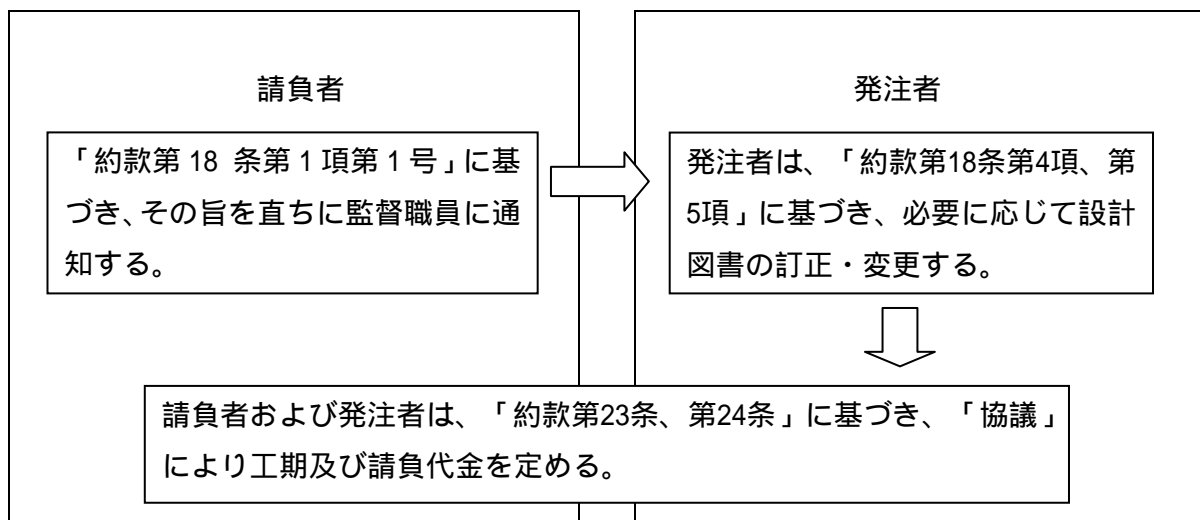 請負者
「約款第 18 条第 1 項第 1 号」に基
づき、その旨を直ちに監督職員に通
知する。
発注者
発注者は、「約款第18条第4項、第
5項」に基づき、必要に応じて設計
図書の訂正・変更する。
請負者および発注者は、「約款第23条、第24条」に基づき、「協議」
により工期及び請負代金を定める。